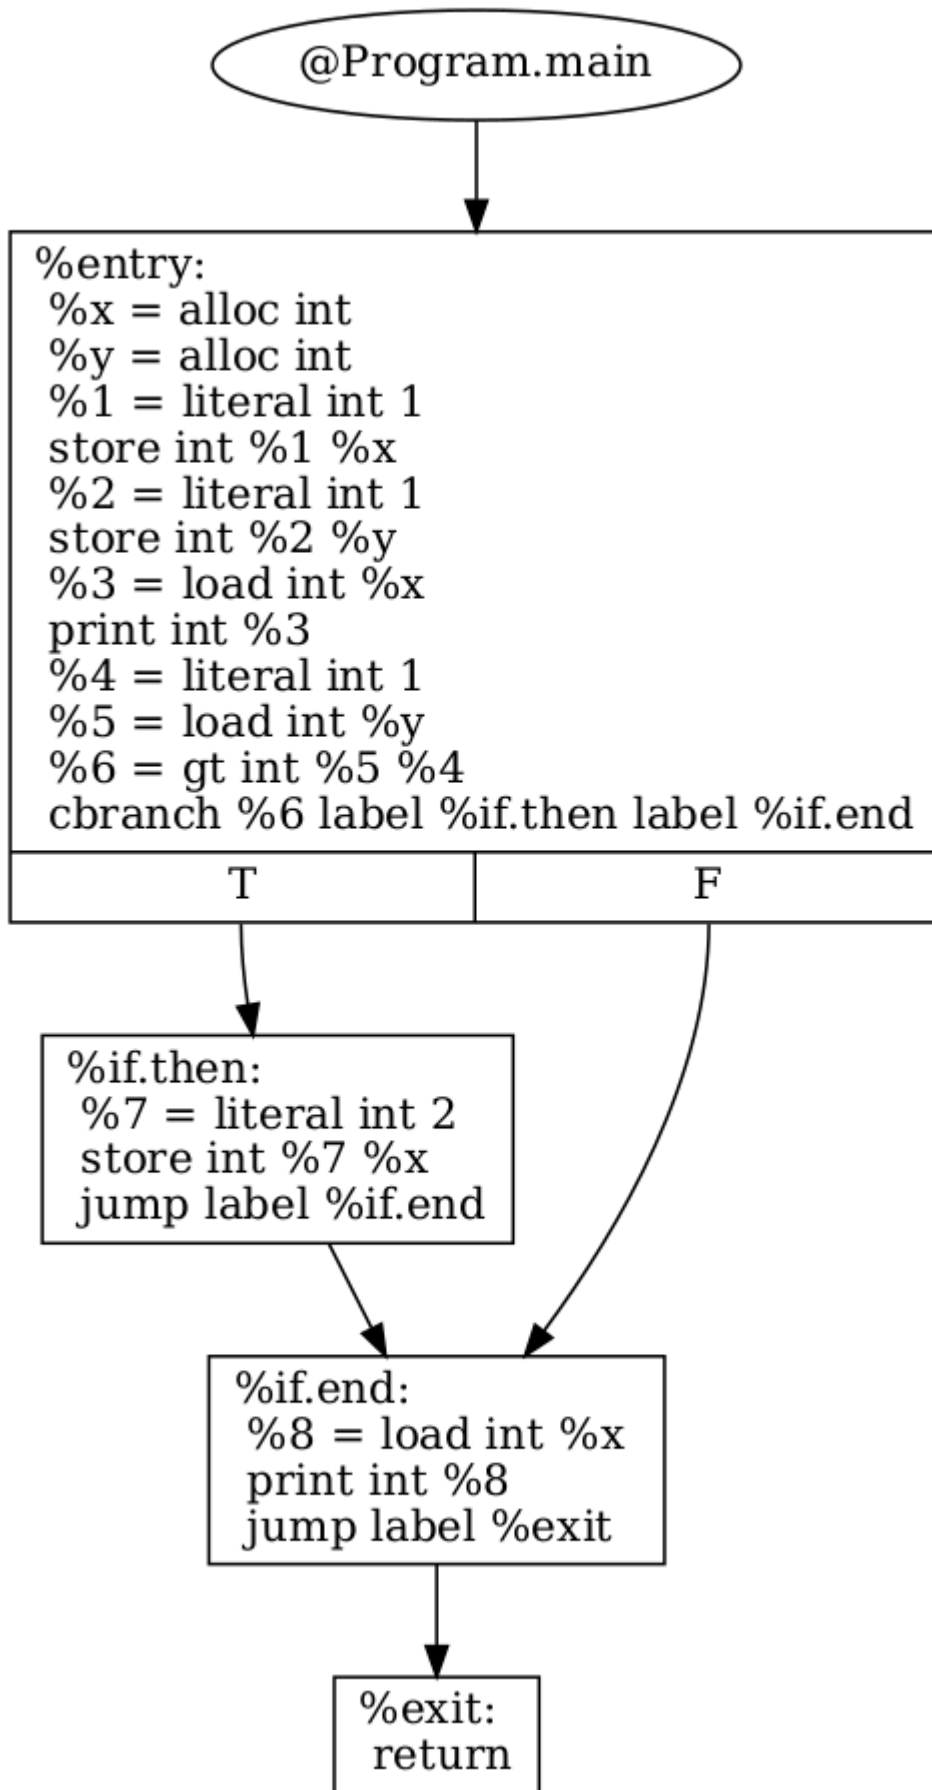 @Program.main
%entry:
%x = alloc int
%y = alloc int
%1 = literal int 1
store int %1 %x
%2 = literal int 1
store int %2 %y
%3 = load int %x
print int %3
%4 = literal int 1
%5 = load int %y
%6 = gt int %5 %4
cbranch %6 label %if.then label %if.end
T
F
%if.then:
%7 = literal int 2
store int %7 %x
jump label %if.end
%if.end:
%8 = load int %x
print int %8
jump label %exit
%exit:
return